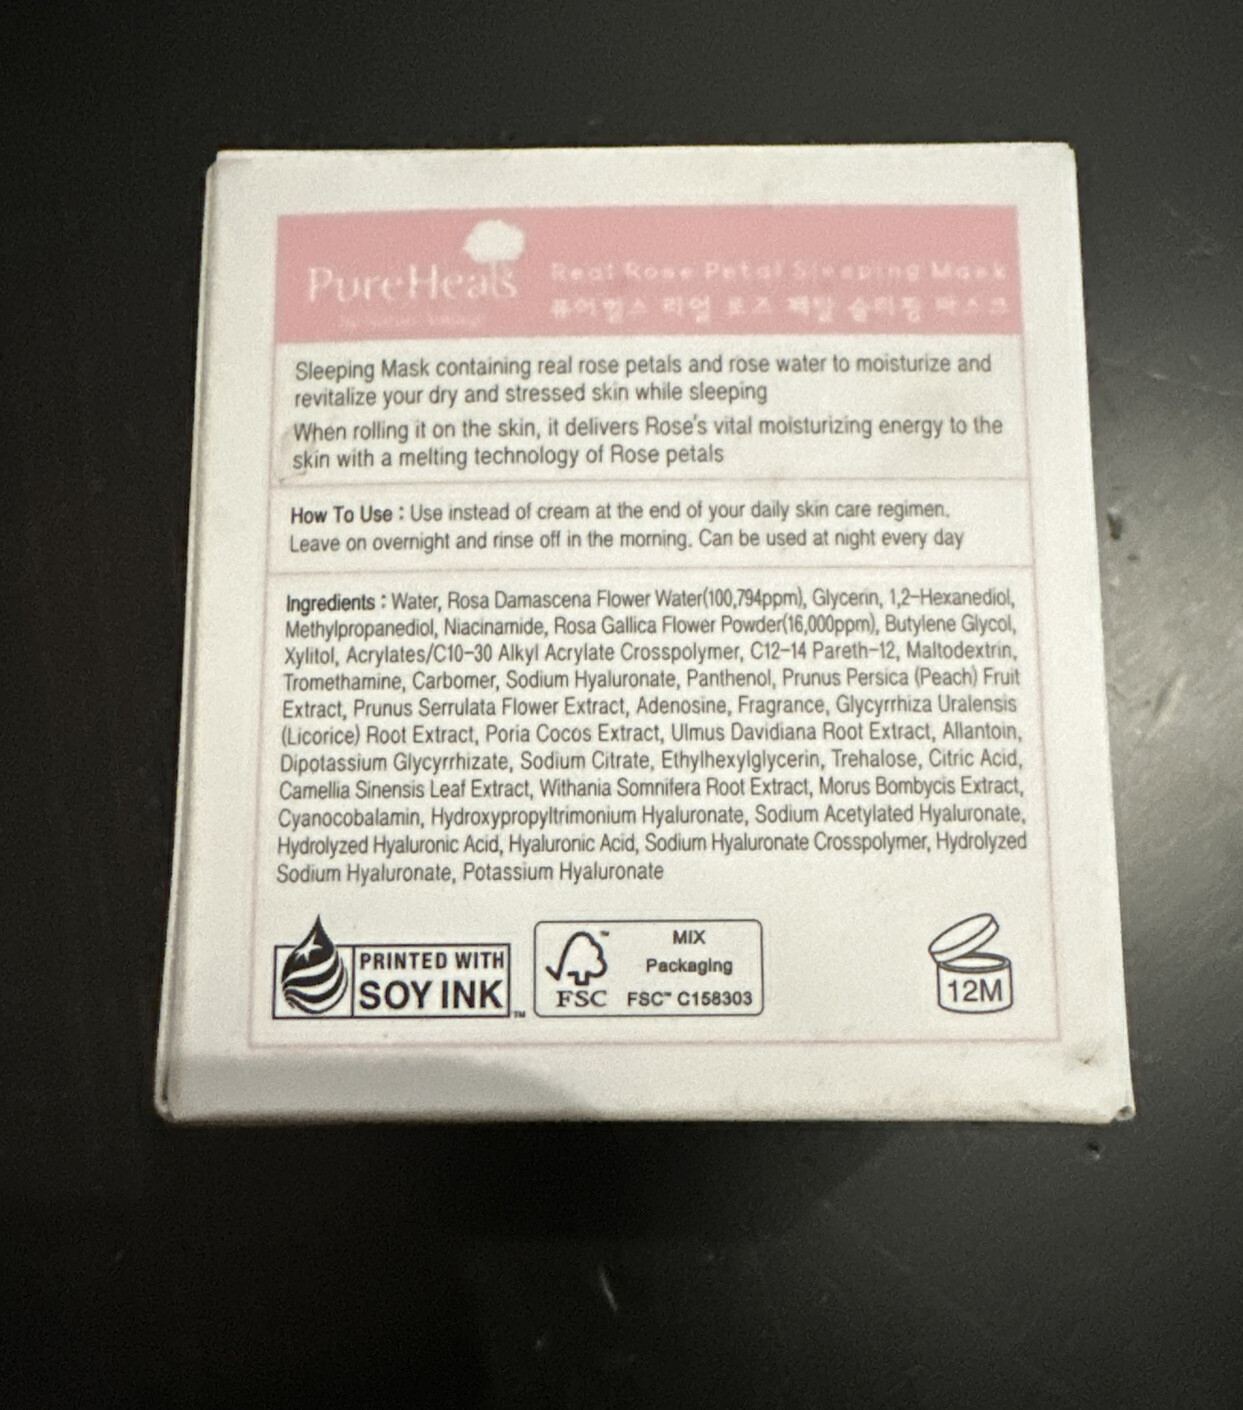 PureHeals
Real Rose Petal Sleeping Mask
퓨어힐스 리얼 로즈 페탈 슬리핑 마스크
Sleeping Mask containing real rose petals and rose water to moisturize and
revitalize your dry and stressed skin while sleeping
When rolling it on the skin, it delivers Rose's vital moisturizing energy to the
skin with a melting technology of Rose petals
How To Use : Use instead of cream at the end of your daily skin care regimen.
Leave on overnight and rinse off in the morning. Can be used at night every day
Ingredients : Water, Rosa Damascena Flower Water(100,794ppm), Glycerin, 1,2-Hexanediol,
Methylpropanediol, Niacinamide, Rosa Gallica Flower Powder(16,000ppm), Butylene Glycol,
Xylitol, Acrylates/C10-30 Alkyl Acrylate Crosspolymer, C12-14 Pareth-12, Maltodextrin,
Tromethamine, Carbomer, Sodium Hyaluronate, Panthenol, Prunus Persica (Peach) Fruit
Extract, Prunus Serrulata Flower Extract, Adenosine, Fragrance, Glycyrrhiza Uralensis
(Licorice) Root Extract, Poria Cocos Extract, Ulmus Davidiana Root Extract, Allantoin,
Dipotassium Glycyrrhizate, Sodium Citrate, Ethylhexylglycerin, Trehalose, Citric Acid,
Camellia Sinensis Leaf Extract, Withania Somnifera Root Extract, Morus Bombycis Extract,
Cyanocobalamin, Hydroxypropyltrimonium Hyaluronate, Sodium Acetylated Hyaluronate,
Hydrolyzed Hyaluronic Acid, Hyaluronic Acid, Sodium Hyaluronate Crosspolymer, Hydrolyzed
Sodium Hyaluronate, Potassium Hyaluronate
PRINTED WITH
SOY INK™
FSC™
MIX
Packaging
FSC™ C158303
12M